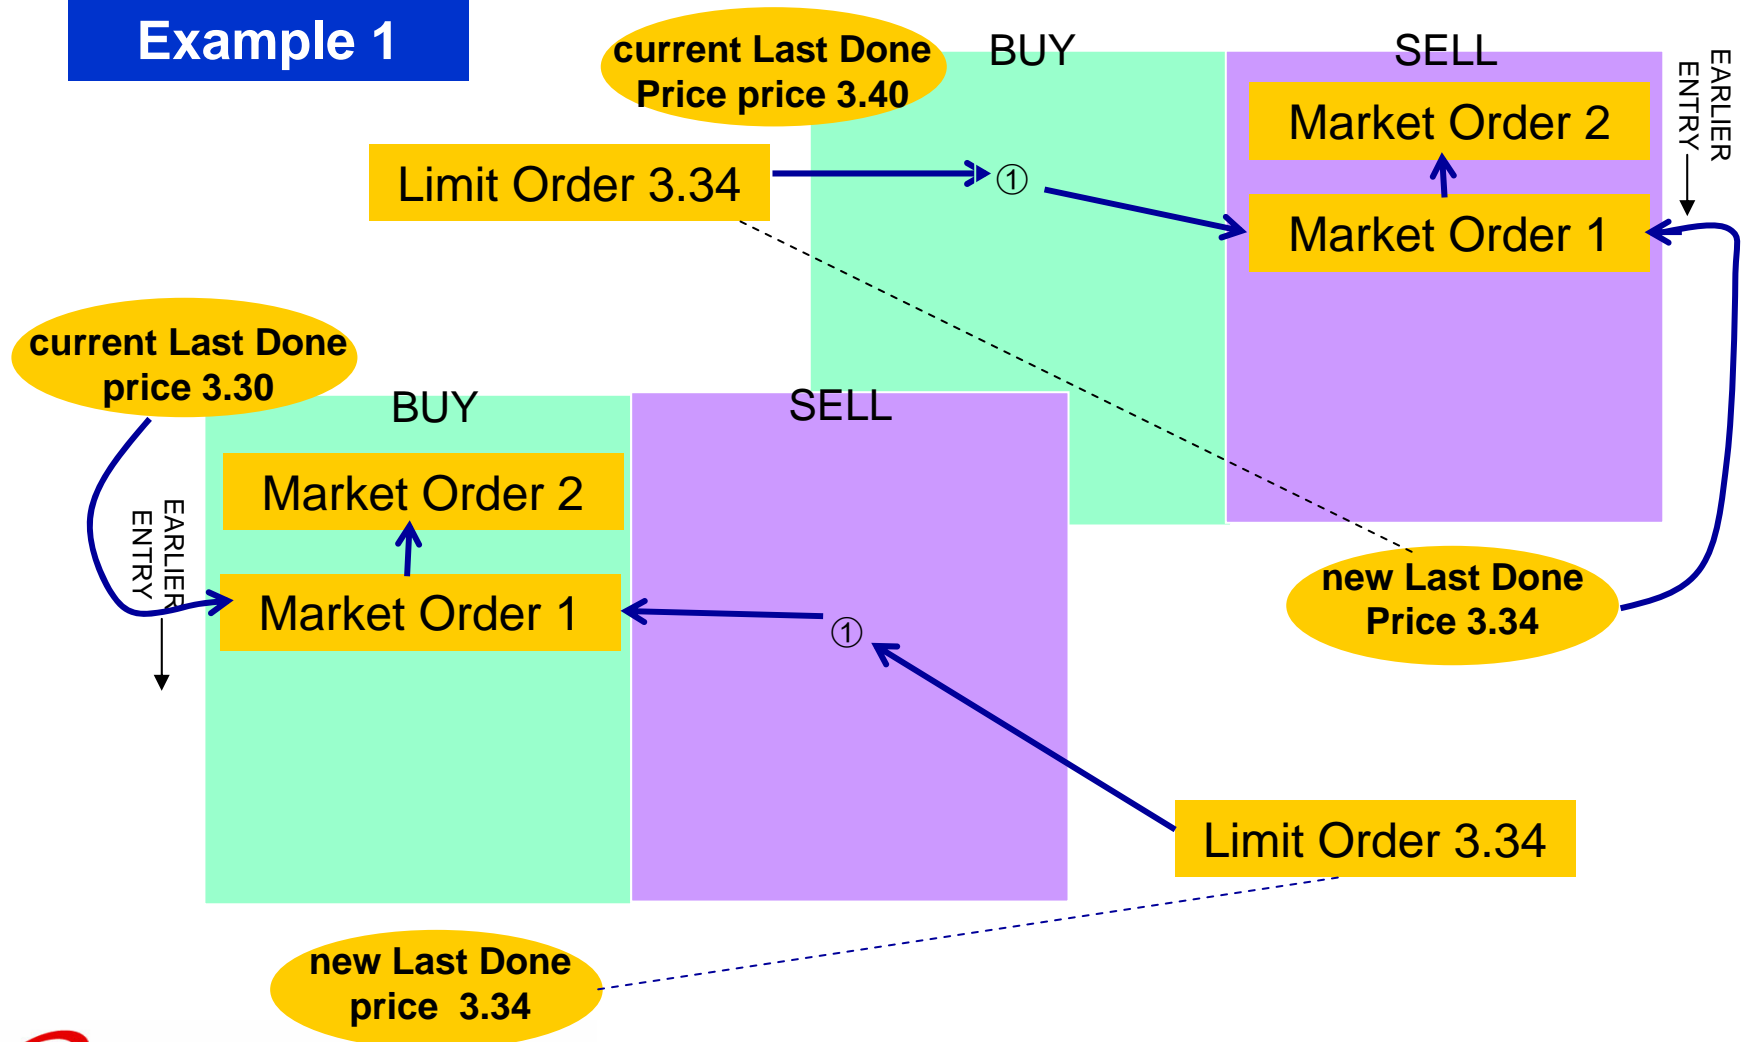 Example 1
current Last Done
Price price 3.40
BUY
SELL
EARLIER
ENTRY
Market Order 2
Limit Order 3.34
①
Market Order 1
current Last Done
price 3.30
BUY
SELL
Market Order 2
EARLIER
ENTRY
Market Order 1
①
new Last Done
Price 3.34
Limit Order 3.34
new Last Done
price 3.34